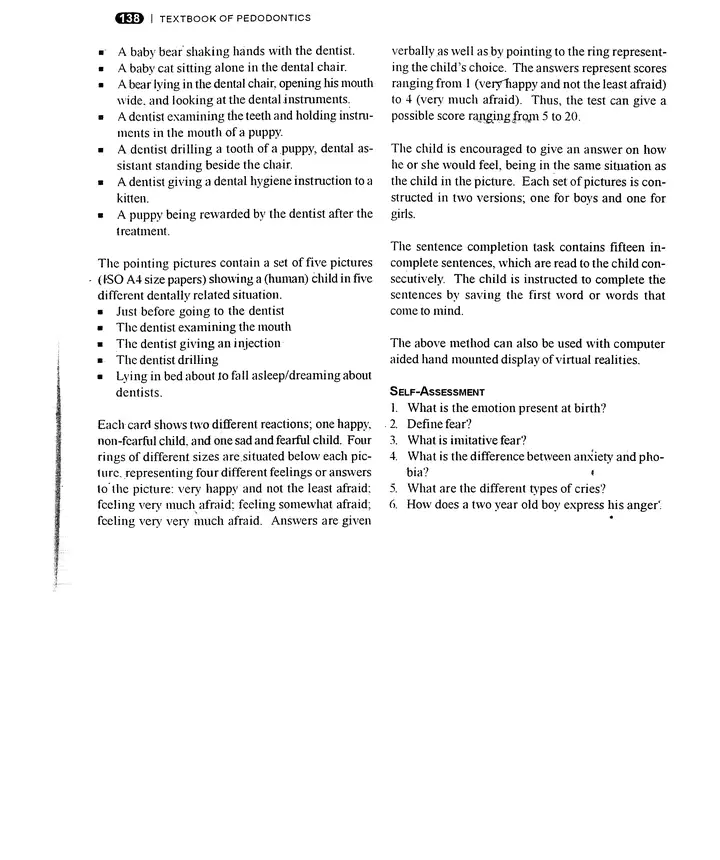 138 | TEXTBOOK OF PEDODONTICS
▪ A baby bear shaking hands with the dentist.
▪ A baby cat sitting alone in the dental chair.
▪ A bear lying in the dental chair, opening his mouth
wide, and looking at the dental instruments.
▪ A dentist examining the teeth and holding instru-
ments in the mouth of a puppy.
▪ A dentist drilling a tooth of a puppy, dental as-
sistant standing beside the chair.
▪ A dentist giving a dental hygiene instruction to a
kitten.
▪ A puppy being rewarded by the dentist after the
treatment.
The pointing pictures contain a set of five pictures
(ISO A4 size papers) showing a (human) child in five
different dentally related situation.
▪ Just before going to the dentist
▪ The dentist examining the mouth
▪ The dentist giving an injection
▪ The dentist drilling
▪ Lying in bed about to fall asleep/dreaming about
dentists.
Each card shows two different reactions; one happy,
non-fearful child, and one sad and fearful child. Four
rings of different sizes are situated below each pic-
ture, representing four different feelings or answers
to the picture: very happy and not the least afraid;
feeling very much afraid; feeling somewhat afraid;
feeling very very much afraid. Answers are given
verbally as well as by pointing to the ring represent-
ing the child's choice. The answers represent scores
ranging from 1 (very happy and not the least afraid)
to 4 (very much afraid). Thus, the test can give a
possible score ranging from 5 to 20.
The child is encouraged to give an answer on how
he or she would feel, being in the same situation as
the child in the picture. Each set of pictures is con-
structed in two versions; one for boys and one for
girls.
The sentence completion task contains fifteen in-
complete sentences, which are read to the child con-
secutively. The child is instructed to complete the
sentences by saving the first word or words that
come to mind.
The above method can also be used with computer
aided hand mounted display of virtual realities.
SELF-ASSESSMENT
1. What is the emotion present at birth?
2. Define fear?
3. What is imitative fear?
4. What is the difference between anxiety and pho-
bia?
5. What are the different types of cries?
6. How does a two year old boy express his anger?